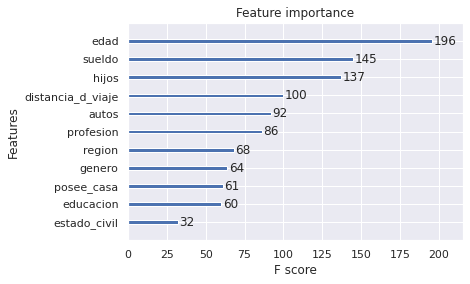 Feature importance
Features
edad 196
sueldo 145
hijos 137
distancia_d_viaje 100
autos 92
profesion 86
region 68
genero 64
posee_casa 61
educacion 60
estado_civil 32
0 25 50 75 100 125 150 175 200
F score